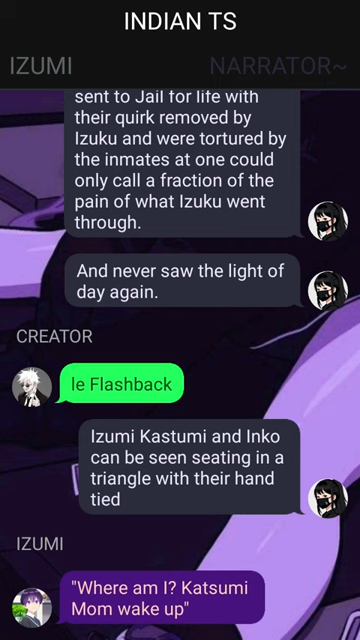 INDIAN TS
IZUMI NARRATOR~
sent to Jail for life with
their quirk removed by
Izuku and were tortured by
the inmates at one could
only call a fraction of the
pain of what Izuku went
through.
And never saw the light of
day again.
CREATOR
le Flashback
Izumi Kastumi and Inko
can be seen seating in a
triangle with their hand
tied
IZUMI
"Where am I? Katsumi
Mom wake up"